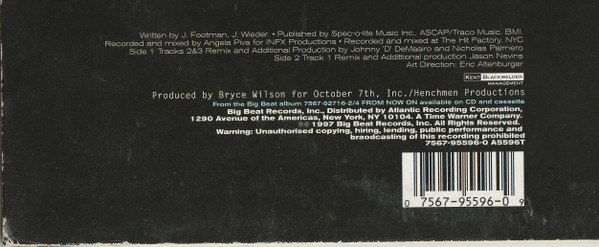 Written by J. Footman, J. Wieder. • Published by Spec-o-lite Music Inc., ASCAP/Traco Music. BMI.
Recorded and mixed by Angela Piva for INFX Productions • Recorded and mixed at The Hit Factory. NYC
Side 1 Tracks 2&3 Remix and Additional Production by Johnny 'D' DeMaairo and Nicholas Palmero
Side 2 Track 1 Remix and Additional production Jason Nevins
Art Direction: Eric Altenburger
KENT BLACKWELDER
MANAGEMENT
Produced by Bryce Wilson for October 7th, Inc./Henchmen Productions
From the Big Beat album 7567-92716-2/4 FROM NOW ON available on CD and cassette
Big Beat Records, Inc., Distributed by Atlantic Recording Corporation,
1290 Avenue of the Americas, New York, NY 10104. A Time Warner Company.
℗© 1997 Big Beat Records, Inc. All Rights Reserved.
Warning: Unauthorised copying, hiring, lending, public performance and
braodcasting of this recording prohibited
7567-95596-0 A5596T
0 7567-95596-0 9